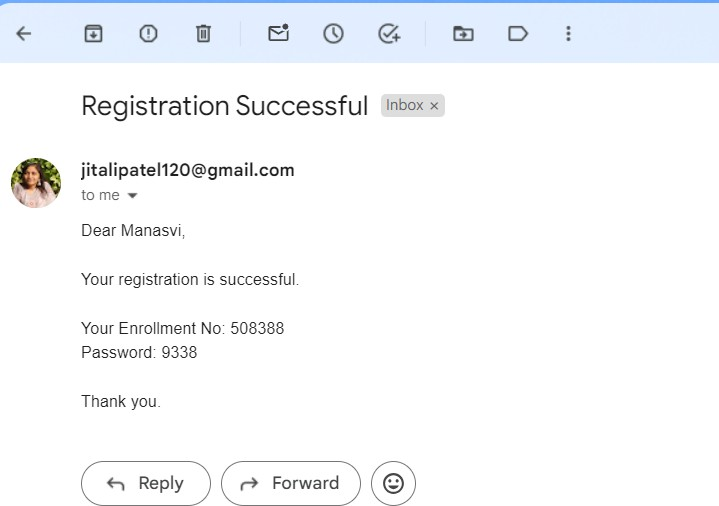 Registration Successful Inbox ×
jitalipatel120@gmail.com
to me
Dear Manasvi,
Your registration is successful.
Your Enrollment No: 508388
Password: 9338
Thank you.
Reply Forward